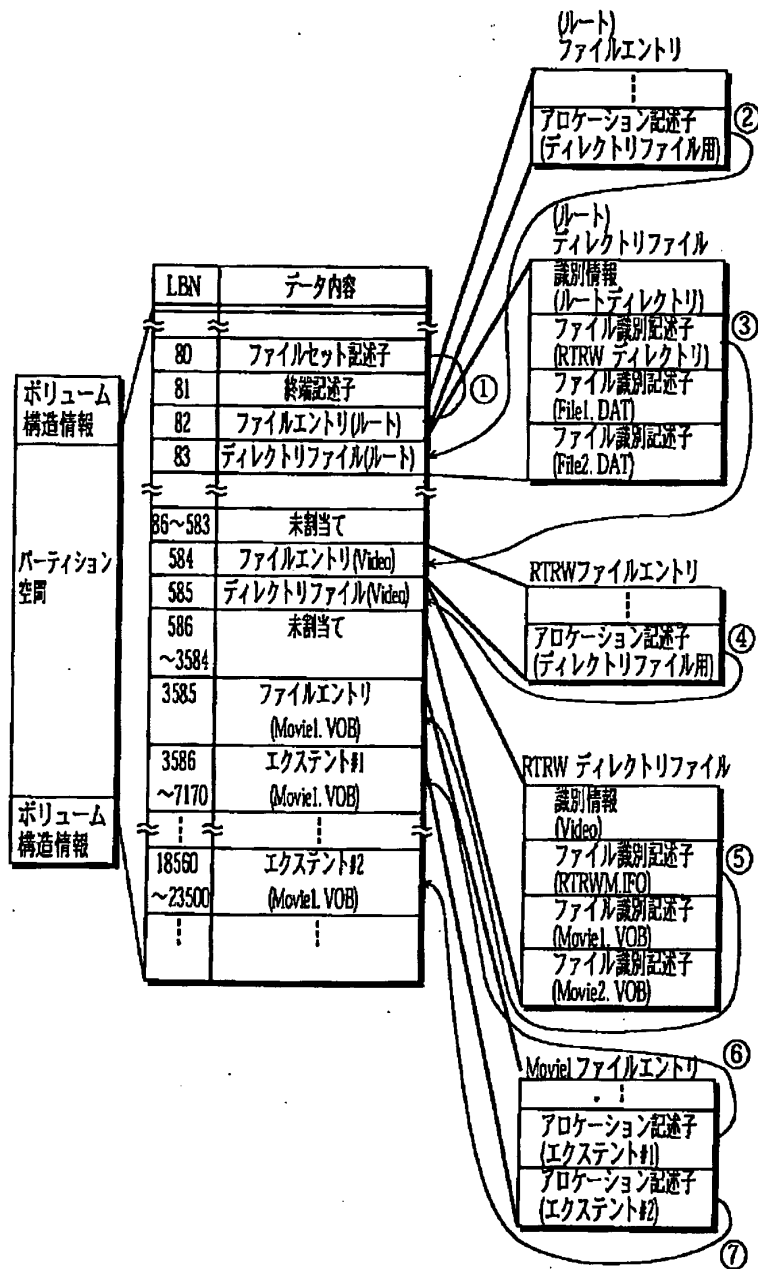 (ルート)
ファイルエントリ
アロケーション記述子
(ディレクトリファイル用)
②
(ルート)
ディレクトリファイル
識別情報
(ルートディレクトリ)
ファイル識別記述子
(RTRW ディレクトリ)
③
ファイル識別記述子
(File1. DAT)
ファイル識別記述子
(File2. DAT)
ボリューム
構造情報
パーティション
空間
ボリューム
構造情報
LBN データ内容
80 ファイルセット記述子
81 終端記述子
①
82 ファイルエントリ(ルート)
83 ディレクトリファイル(ルート)
86~583 未割当て
584 ファイルエントリ(Video)
585 ディレクトリファイル(Video)
586 未割当て
~3584
3585 ファイルエントリ
(Movie1. VOB)
3586 エクステント#1
~7170 (Movie1. VOB)
18560 エクステント#2
~23500 (Movie1. VOB)
RTRWファイルエントリ
アロケーション記述子
(ディレクトリファイル用)
④
RTRW ディレクトリファイル
識別情報
(Video)
ファイル識別記述子
(RTRWM.IFO)
⑤
ファイル識別記述子
(Movie1. VOB)
ファイル識別記述子
(Movie2. VOB)
⑥
Movie1ファイルエントリ
アロケーション記述子
(エクステント#1)
アロケーション記述子
(エクステント#2)
⑦